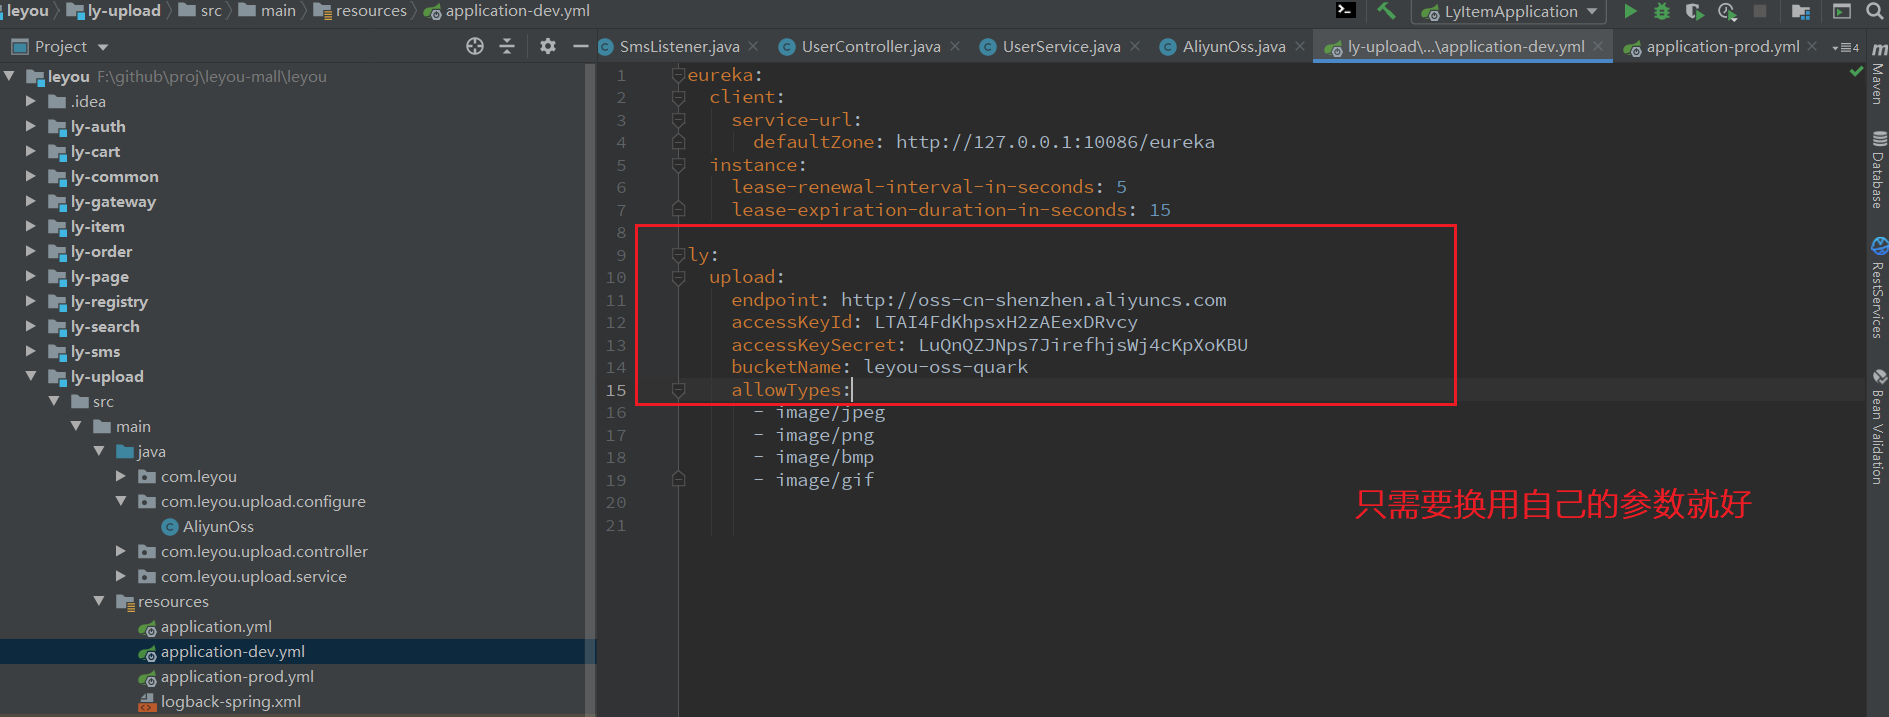 leyou
ly-upload
src
main
resources
application-dev.yml
LyItemApplication
Project
SmsListener.java
UserController.java
UserService.java
AliyunOss.java
ly-upload\...\application-dev.yml
application-prod.yml
4
leyou F:\github\proj\leyou-mall\leyou
.idea
ly-auth
ly-cart
ly-common
ly-gateway
ly-item
ly-order
ly-page
ly-registry
ly-search
ly-sms
ly-upload
src
main
java
com.leyou
com.leyou.upload.configure
AliyunOss
com.leyou.upload.controller
com.leyou.upload.service
resources
application.yml
application-dev.yml
application-prod.yml
logback-spring.xml
1 eureka:
2 client:
3 service-url:
4 defaultZone: http://127.0.0.1:10086/eureka
5 instance:
6 lease-renewal-interval-in-seconds: 5
7 lease-expiration-duration-in-seconds: 15
8
9 ly:
10 upload:
11 endpoint: http://oss-cn-shenzhen.aliyuncs.com
12 accessKeyId: LTAI4FdKhpsxH2zAEexDRvcy
13 accessKeySecret: LuQnQZJNps7JirefhjsWj4cKpXoKBU
14 bucketName: leyou-oss-quark
15 allowTypes:
16 - image/jpeg
17 - image/png
18 - image/bmp
19 - image/gif
20
21
只需要换用自己的参数就好
m
Maven
Database
RestServices
Bean Validation